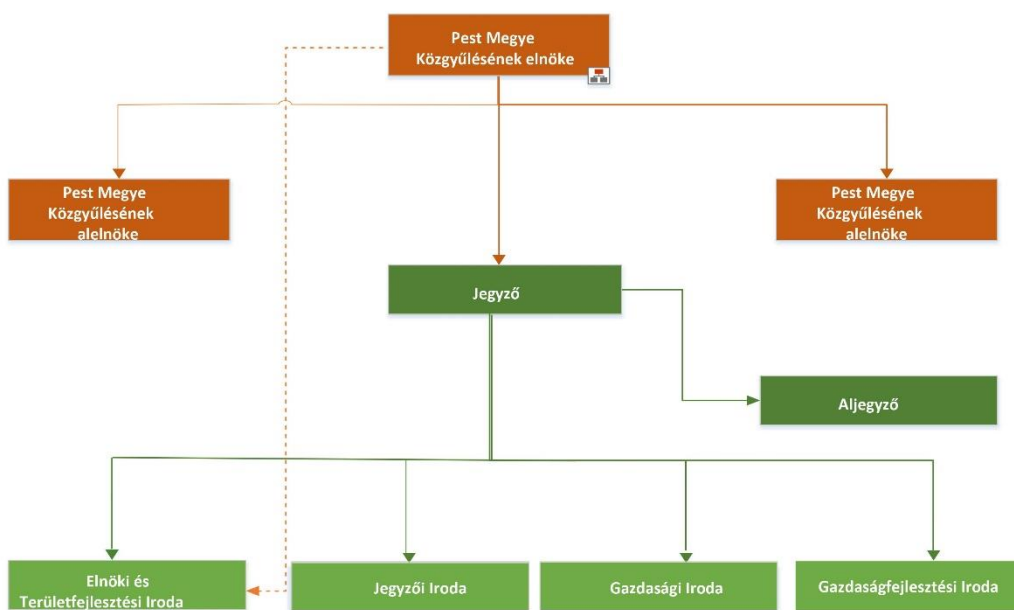 Pest Megye
Közgyűlésének elnöke
Pest Megye
Közgyűlésének
alelnöke
Pest Megye
Közgyűlésének
alelnöke
Jegyző
Aljegyző
Elnöki és
Területfejlesztési Iroda
Jegyzői Iroda
Gazdasági Iroda
Gazdaságfejlesztési Iroda